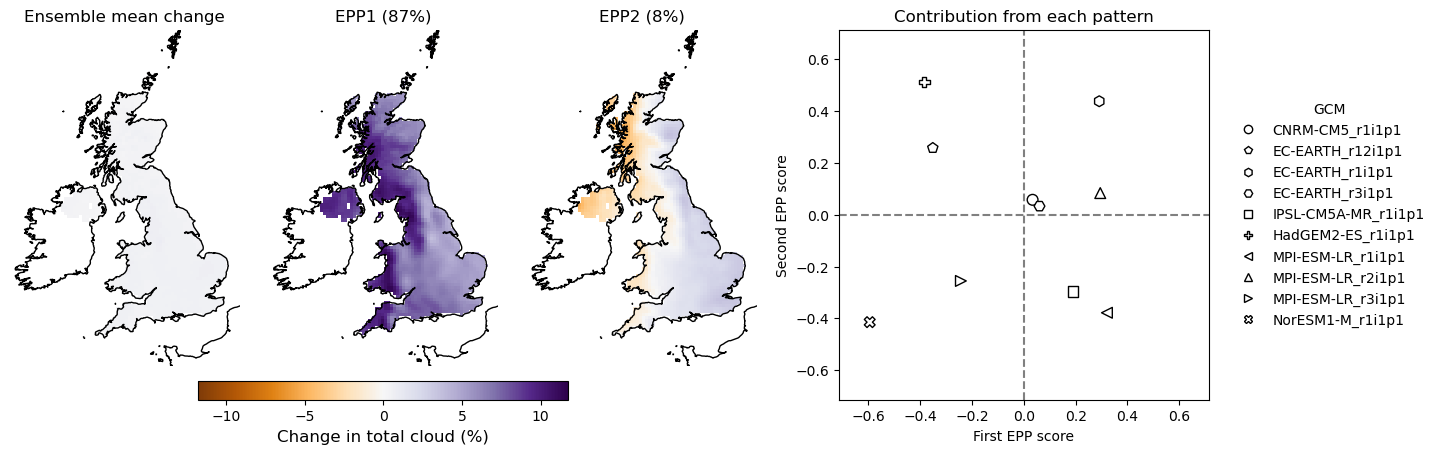 Ensemble mean change
EPP1 (87%)
EPP2 (8%)
Contribution from each pattern
−10
−5
0
5
10
Change in total cloud (%)
Second EPP score
0.6
0.4
0.2
0.0
−0.2
−0.4
−0.6
−0.6
−0.4
−0.2
0.0
0.2
0.4
0.6
First EPP score
GCM
CNRM-CM5_r1i1p1
EC-EARTH_r12i1p1
EC-EARTH_r1i1p1
EC-EARTH_r3i1p1
IPSL-CM5A-MR_r1i1p1
HadGEM2-ES_r1i1p1
MPI-ESM-LR_r1i1p1
MPI-ESM-LR_r2i1p1
MPI-ESM-LR_r3i1p1
NorESM1-M_r1i1p1